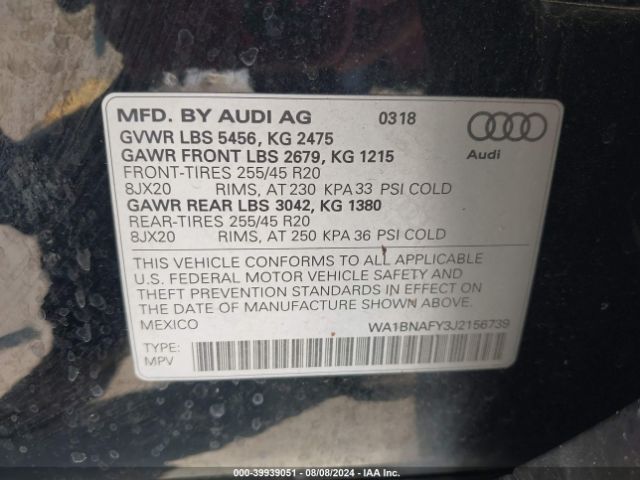 MFD. BY AUDI AG 0318
GVWR LBS 5456, KG 2475
GAWR FRONT LBS 2679, KG 1215
FRONT-TIRES 255/45 R20
8JX20 RIMS, AT 230 KPA 33 PSI COLD
GAWR REAR LBS 3042, KG 1380
REAR-TIRES 255/45 R20
8JX20 RIMS, AT 250 KPA 36 PSI COLD
Audi
THIS VEHICLE CONFORMS TO ALL APPLICABLE
U.S. FEDERAL MOTOR VEHICLE SAFETY AND
THEFT PREVENTION STANDARDS IN EFFECT ON
THE DATE OF MANUFACTURE SHOWN ABOVE.
MEXICO WA1BNAFY3J2156739
TYPE:
MPV
000-39939051 - 08/08/2024 - IAA Inc.